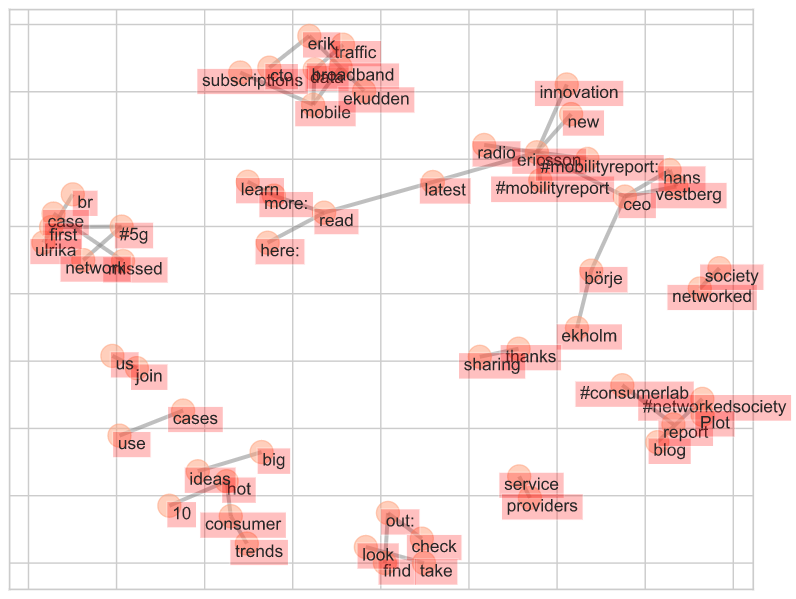 erik
traffic
subscriptions
cto
data
broadband
ekudden
mobile
innovation
new
radio
ericsson
#mobilityreport:
#mobilityreport
hans
vestberg
ceo
learn
more:
latest
read
here:
br
case
first
#5g
ulrika
network
missed
börje
society
networked
ekholm
thanks
sharing
us
join
#consumerlab
#networkedsociety
Plot
report
blog
cases
use
big
ideas
hot
10
consumer
trends
service
providers
out:
check
look
find
take